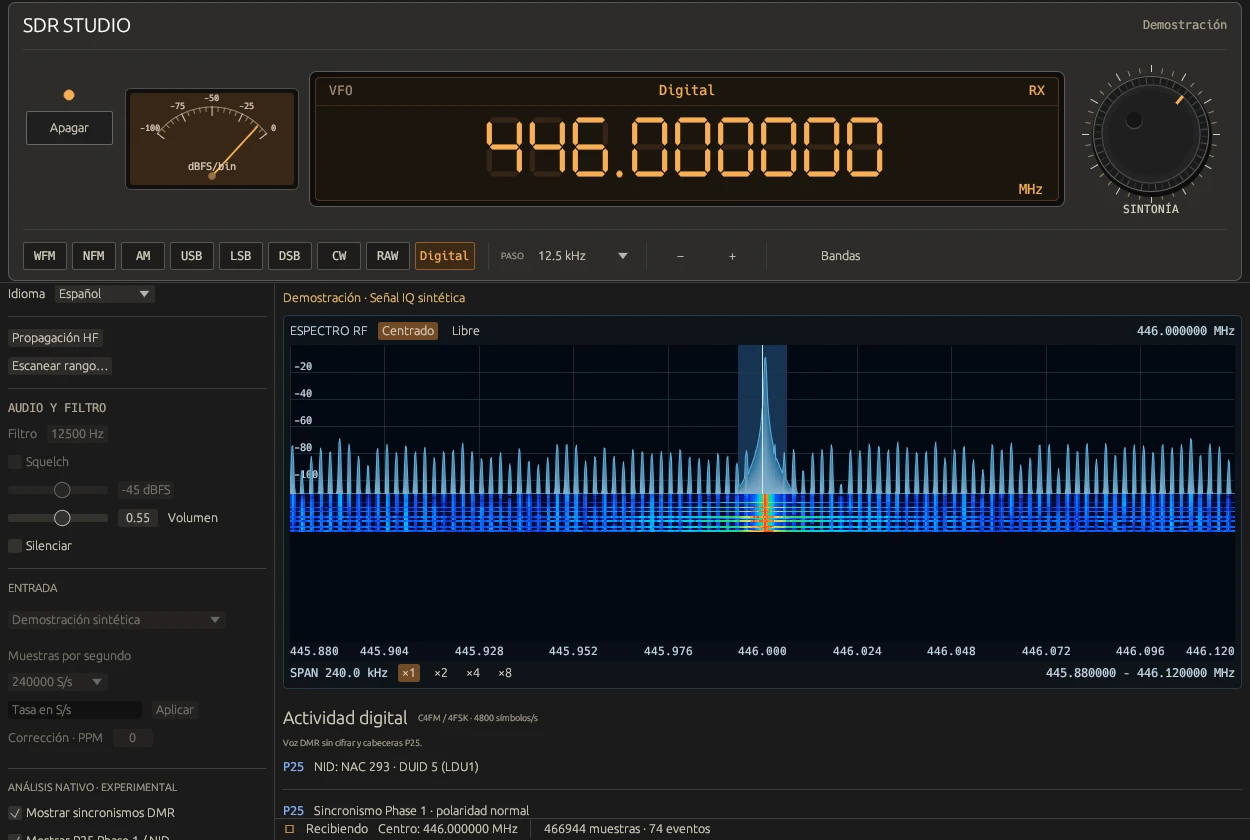 SDR STUDIO
Demostración
Apagar
-100 -75 -50 -25 0
dBFS/bin
VFO Digital RX
446.000000
MHz
SINTONÍA
WFM NFM AM USB LSB DSB CW RAW Digital PASO 12.5 kHz − + Bandas
Idioma Español
Propagación HF
Escanear rango...
AUDIO Y FILTRO
Filtro 12500 Hz
Squelch
-45 dBFS
0.55 Volumen
Silenciar
ENTRADA
Demostración sintética
Muestras por segundo
240000 S/s
Tasa en S/s Aplicar
Corrección · PPM 0
ANÁLISIS NATIVO · EXPERIMENTAL
Mostrar sincronismos DMR
Mostrar P25 Phase 1 / NID
Demostración · Señal IQ sintética
ESPECTRO RF Centrado Libre 446.000000 MHz
-20
-40
-60
-80
-100
445.880 445.904 445.928 445.952 445.976 446.000 446.024 446.048 446.072 446.096 446.120
SPAN 240.0 kHz ×1 ×2 ×4 ×8 445.880000 - 446.120000 MHz
Actividad digital C4FM / 4FSK · 4800 símbolos/s
Voz DMR sin cifrar y cabeceras P25.
P25 NID: NAC 293 · DUID 5 (LDU1)
P25 Sincronismo Phase 1 · polaridad normal
Recibiendo Centro: 446.000000 MHz 466944 muestras · 74 eventos